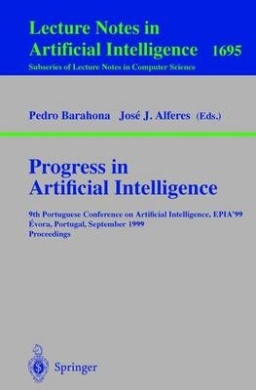 Lecture Notes in
Artificial Intelligence 1695
Subseries of Lecture Notes in Computer Science
Pedro Barahona José J. Alferes (Eds.)
Progress in
Artificial Intelligence
9th Portuguese Conference on Artificial Intelligence, EPIA'99
Évora, Portugal, September 1999
Proceedings
Springer